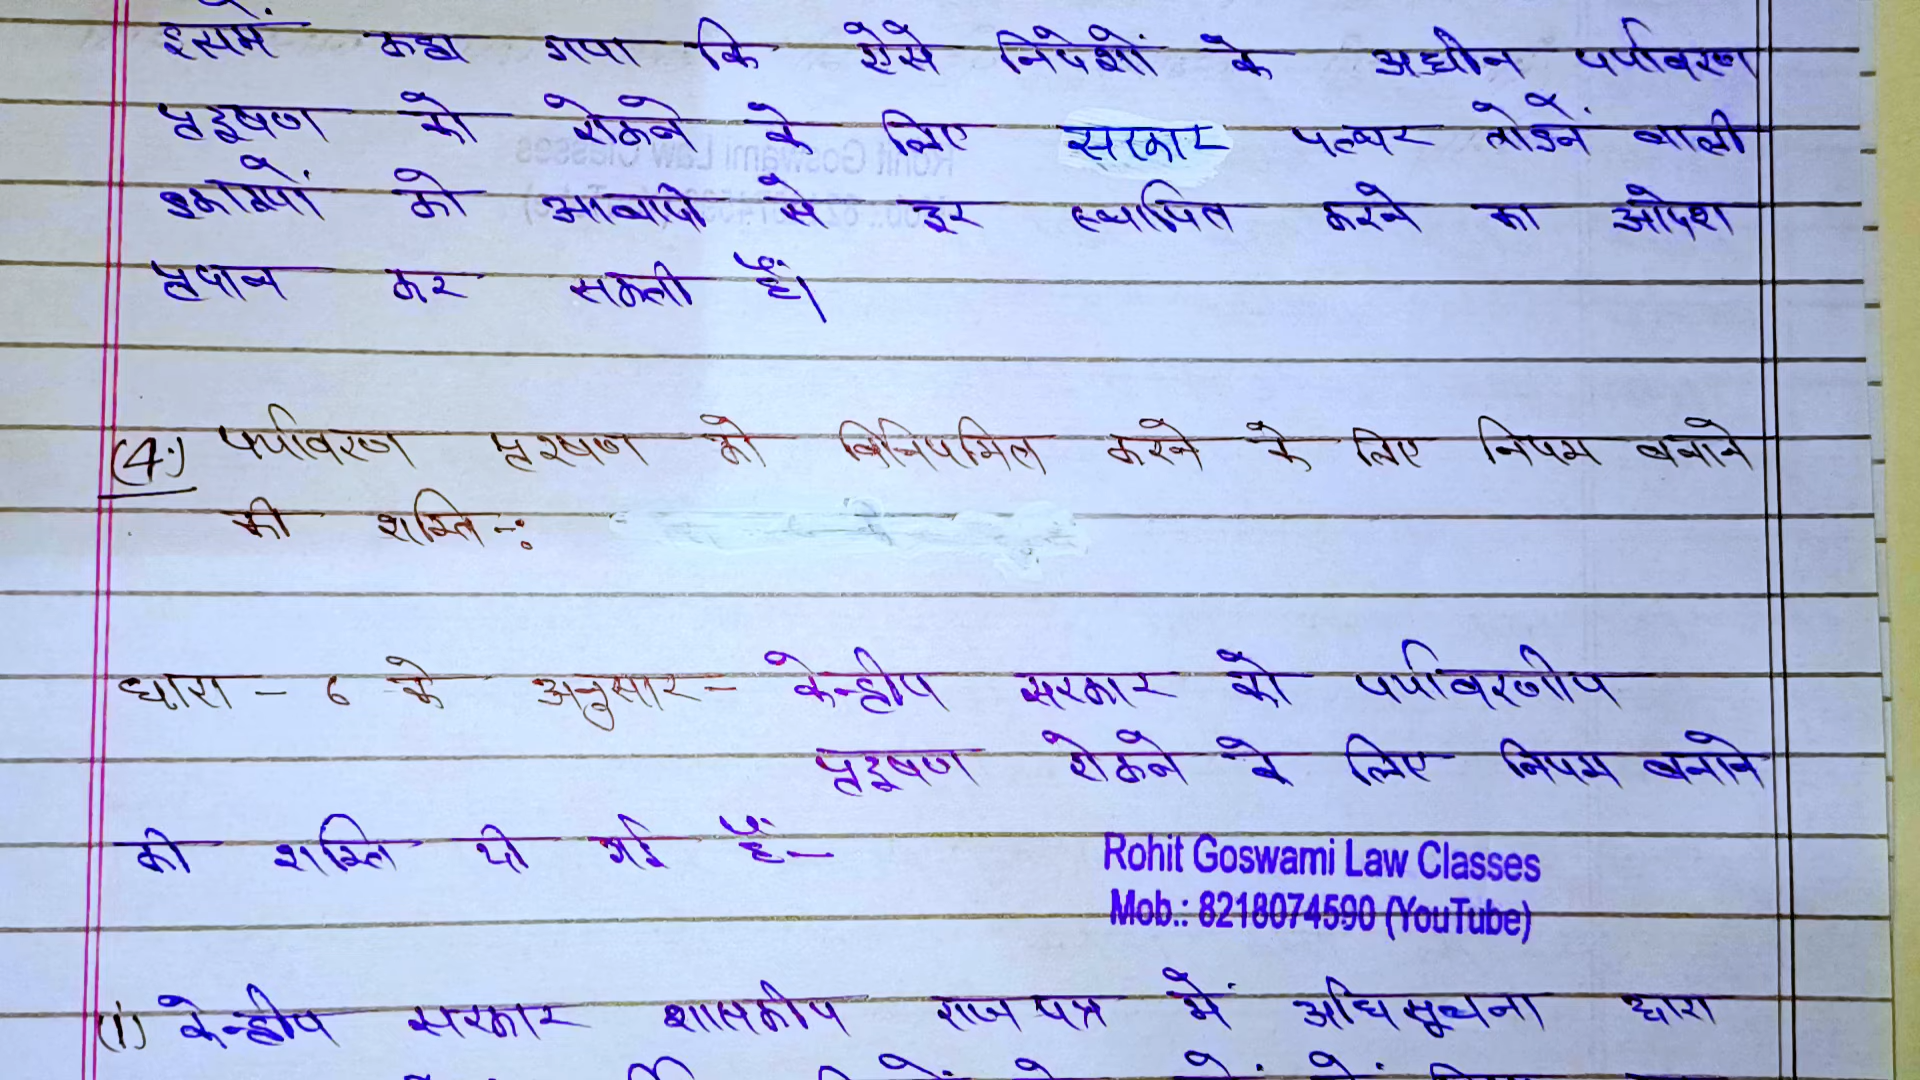 इसमें कहा गया कि ऐसे निर्देशों के अधीन पर्यावरण
प्रदूषण को रोकने के लिए सरकार पत्थर तोडनें वाली
इकाइयों को आबादी से दूर स्थापित करने का आदेश
प्रदान कर सकती हैं।
(4.) पर्यावरण प्रदूषण को विनियमित करने के लिए नियम बनाने
की शक्ति-:
धारा - 6 के अनुसार - केन्द्रीय सरकार को पर्यावरणीय
प्रदूषण रोकने के लिए नियम बनाने
की शक्ति दी गई हैं-
Rohit Goswami Law Classes
Mob.: 8218074590 (YouTube)
(i) केन्द्रीय सरकार शासकीय राजपत्र में अधिसूचना द्वारा